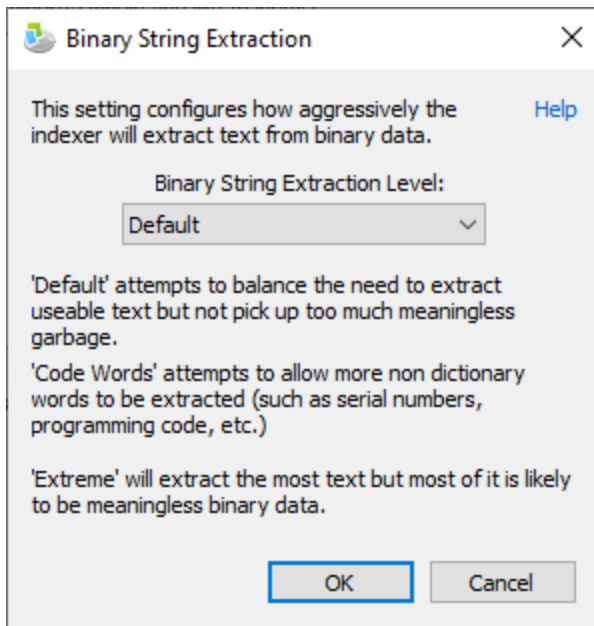 Binary String Extraction
This setting configures how aggressively the Help
indexer will extract text from binary data.
Binary String Extraction Level:
Default
'Default' attempts to balance the need to extract
useable text but not pick up too much meaningless
garbage.
'Code Words' attempts to allow more non dictionary
words to be extracted (such as serial numbers,
programming code, etc.)
'Extreme' will extract the most text but most of it is likely
to be meaningless binary data.
OK Cancel